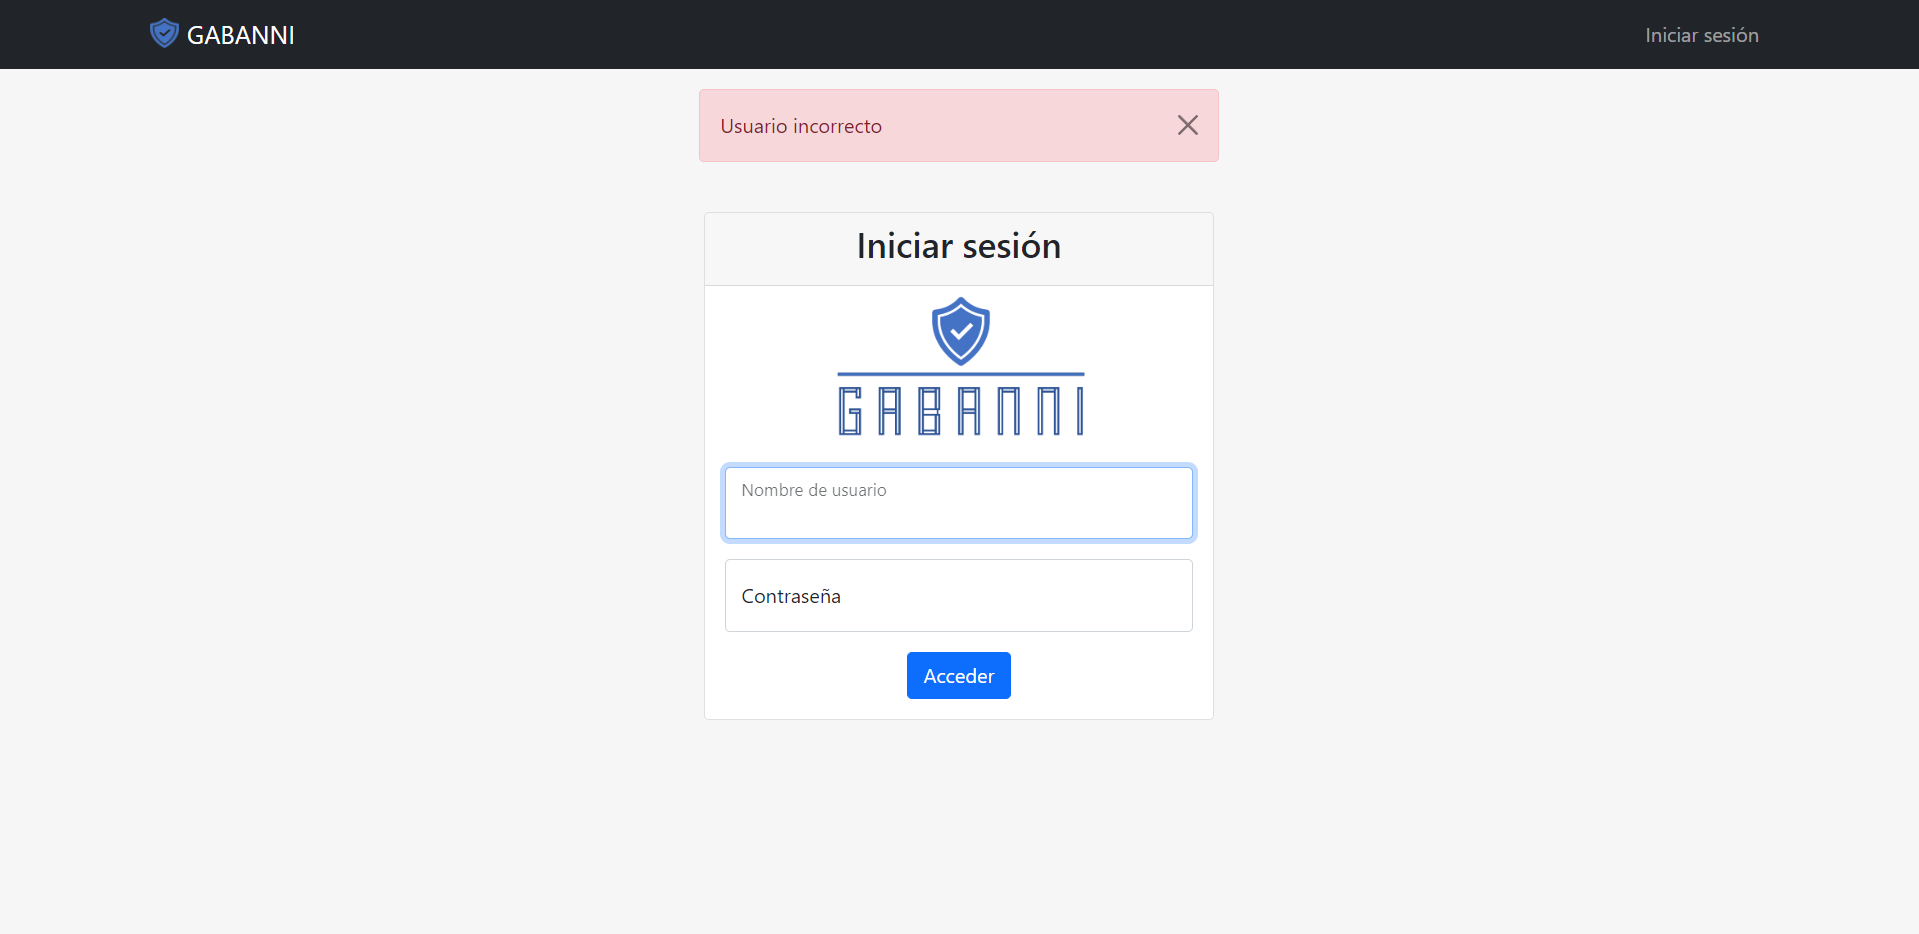 GABANNI
Iniciar sesión
Usuario incorrecto
Iniciar sesión
GABANNI
Nombre de usuario
Contraseña
Acceder